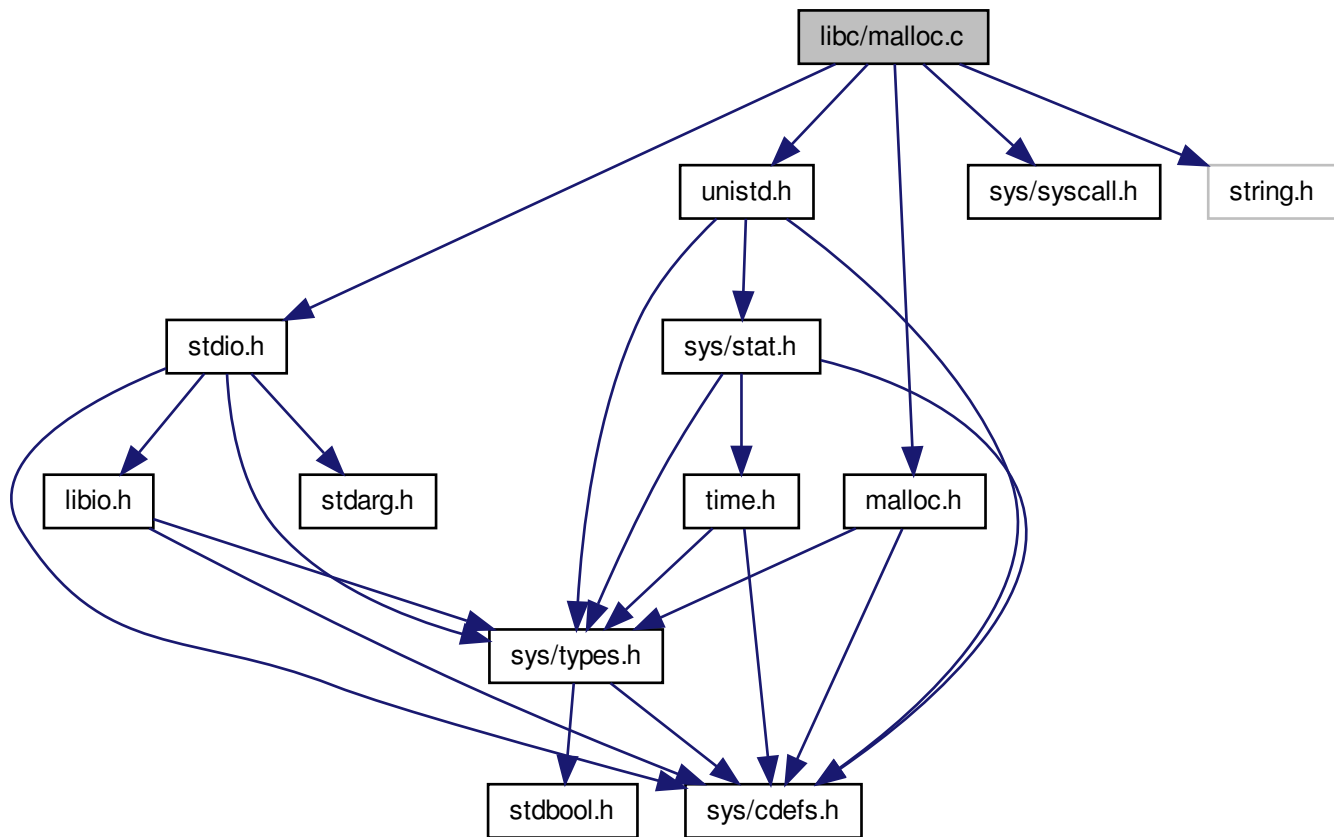 libc/malloc.c
unistd.h
sys/syscall.h
string.h
stdio.h
sys/stat.h
libio.h
stdarg.h
time.h
malloc.h
sys/types.h
stdbool.h
sys/cdefs.h